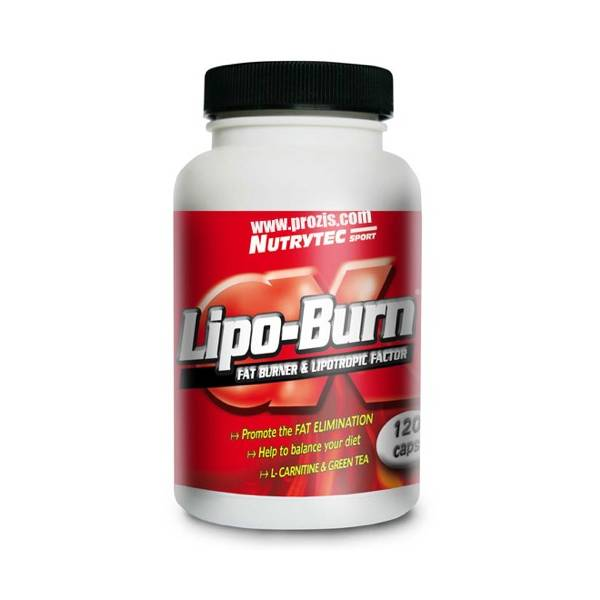 www.prozis.com
NUTRYTEC SPORT
Lipo-Burn
FAT BURNER & LIPOTROPIC FACTOR
Promote the FAT ELIMINATION
Help to balance your diet
L-CARNITINE & GREEN TEA
120
caps